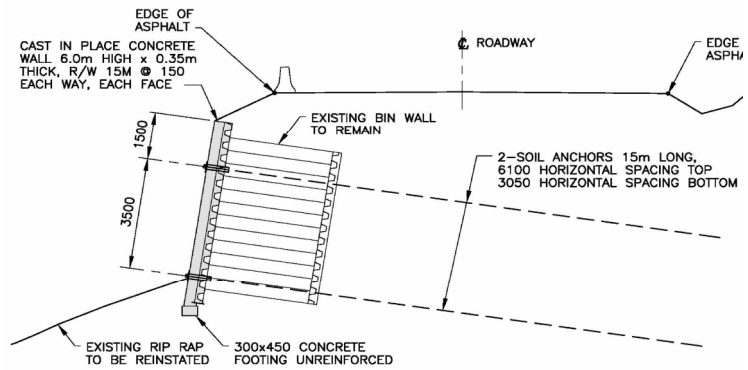 EDGE OF
ASPHALT
CAST IN PLACE CONCRETE
WALL 6.0m HIGH x 0.35m
THICK, R/W 15M @ 150
EACH WAY, EACH FACE
℄ ROADWAY
EDGE
ASPHA
EXISTING BIN WALL
TO REMAIN
1500
3500
2-SOIL ANCHORS 15m LONG,
6100 HORIZONTAL SPACING TOP
3050 HORIZONTAL SPACING BOTTOM
EXISTING RIP RAP
TO BE REINSTATED
300x450 CONCRETE
FOOTING UNREINFORCED